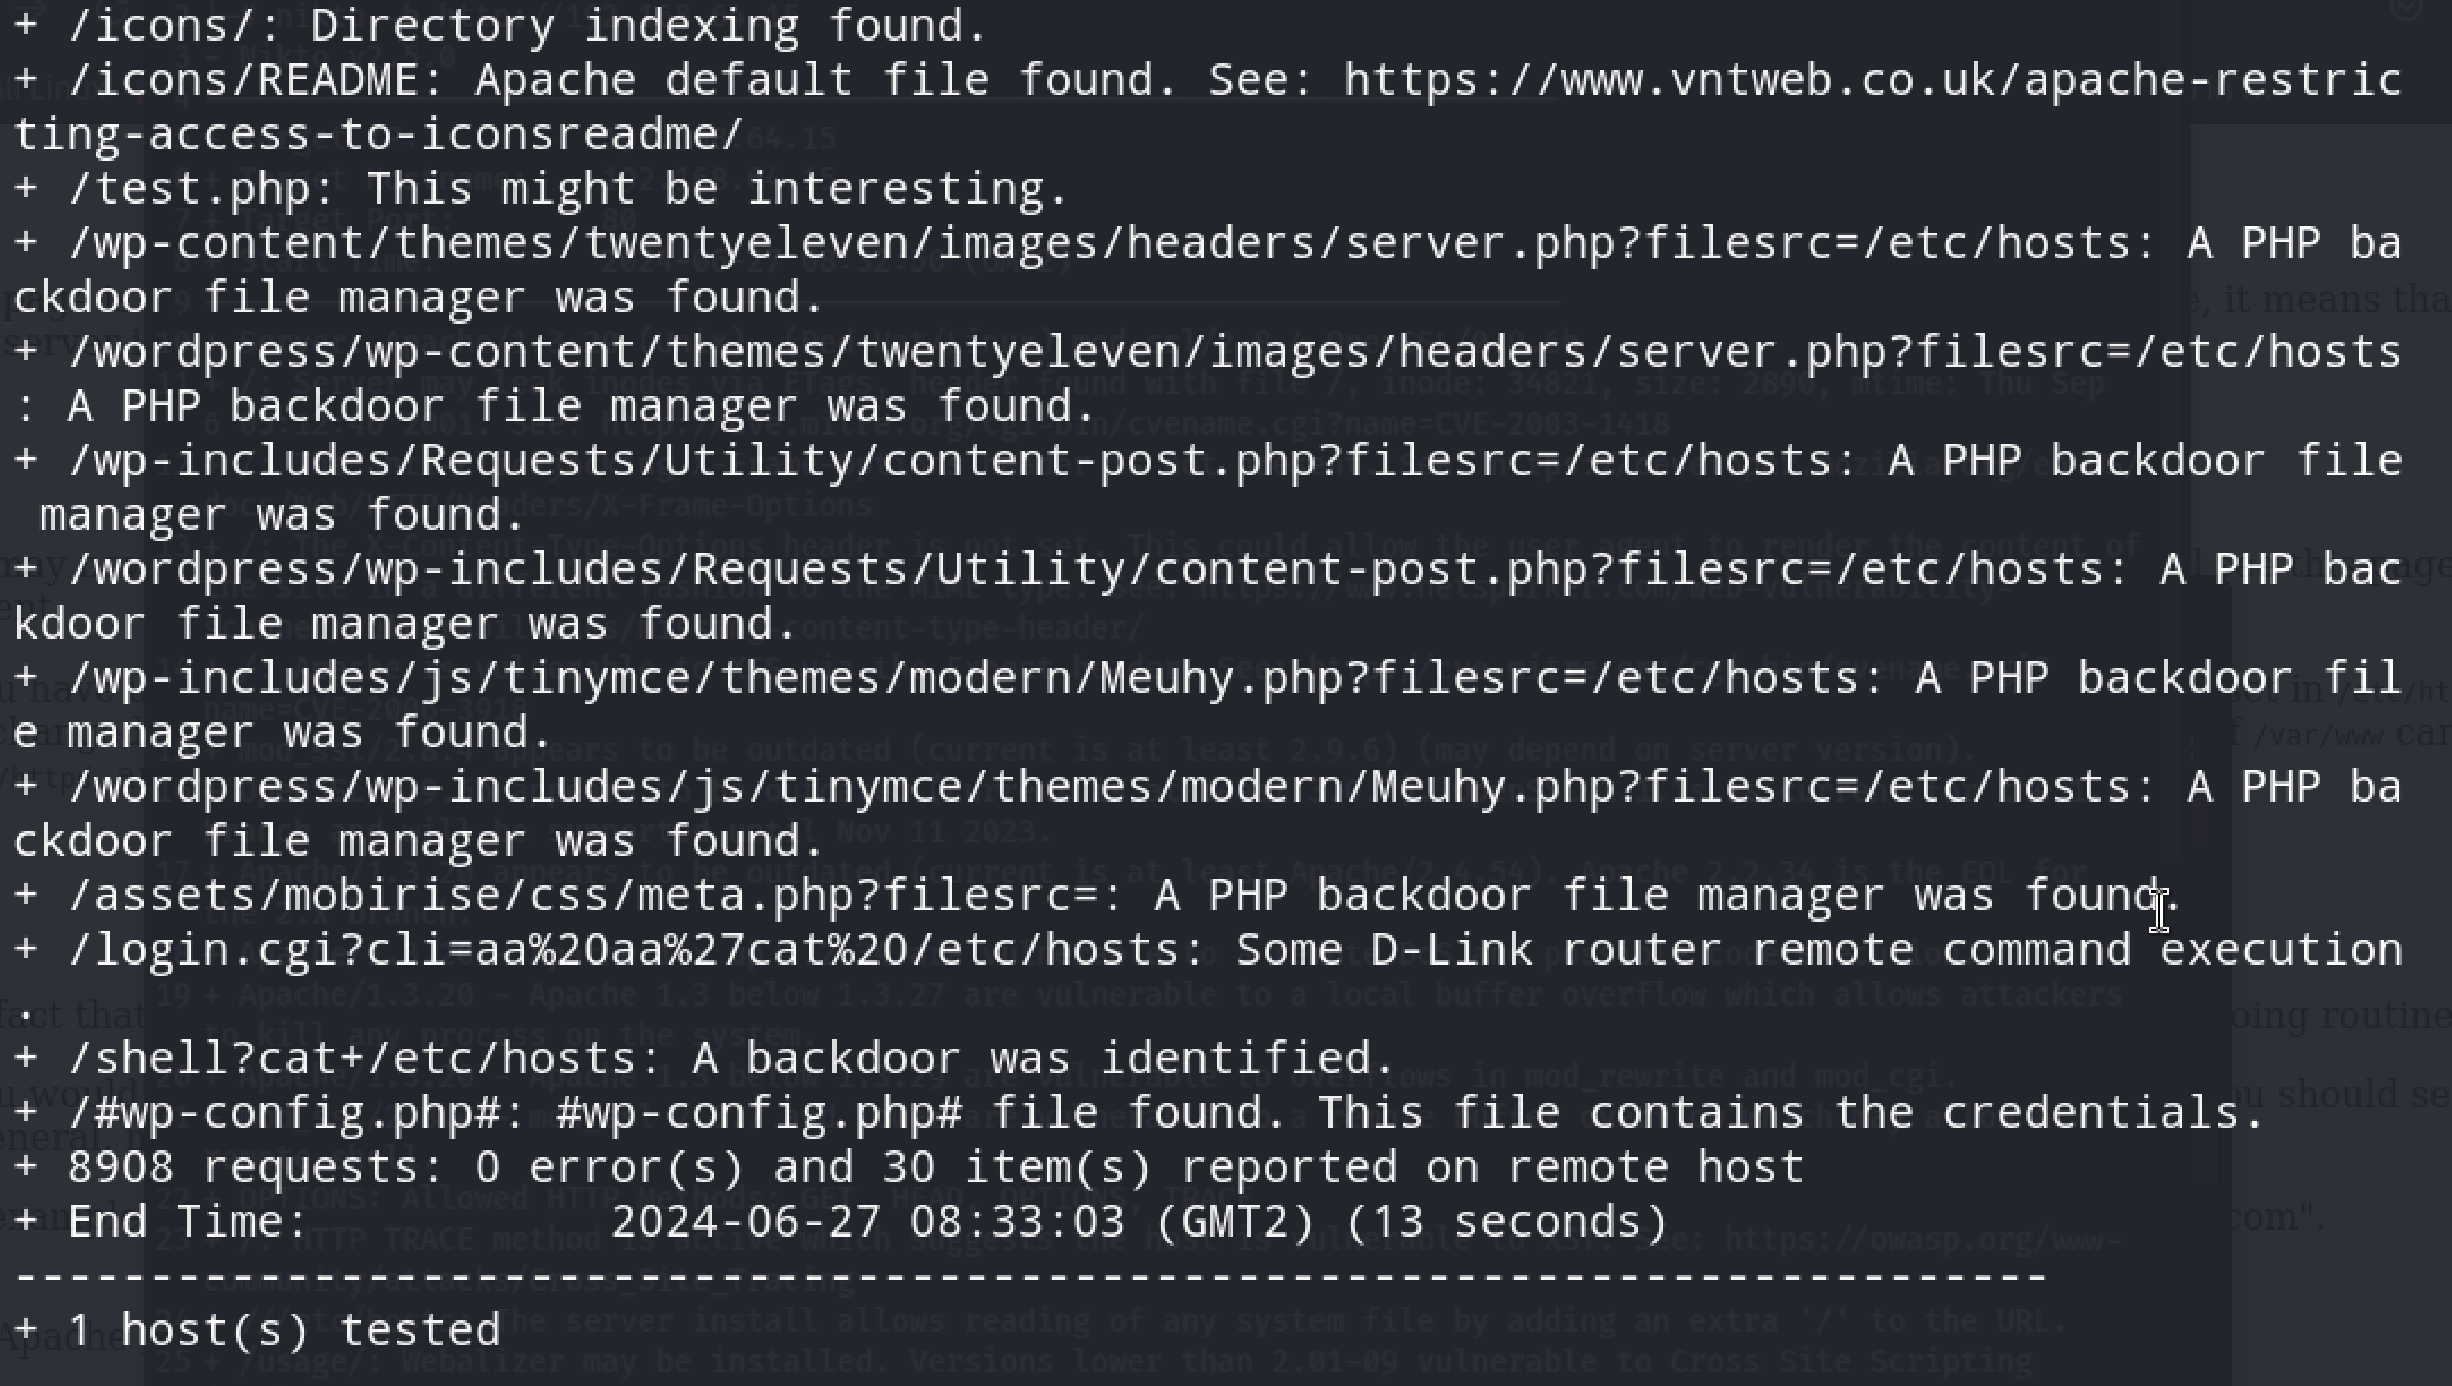 + /icons/: Directory indexing found.
+ /icons/README: Apache default file found. See: https://www.vntweb.co.uk/apache-restric
ting-access-to-iconsreadme/
+ /test.php: This might be interesting.
+ /wp-content/themes/twentyeleven/images/headers/server.php?filesrc=/etc/hosts: A PHP ba
ckdoor file manager was found.
+ /wordpress/wp-content/themes/twentyeleven/images/headers/server.php?filesrc=/etc/hosts
: A PHP backdoor file manager was found.
+ /wp-includes/Requests/Utility/content-post.php?filesrc=/etc/hosts: A PHP backdoor file
 manager was found.
+ /wordpress/wp-includes/Requests/Utility/content-post.php?filesrc=/etc/hosts: A PHP bac
kdoor file manager was found.
+ /wp-includes/js/tinymce/themes/modern/Meuhy.php?filesrc=/etc/hosts: A PHP backdoor fil
e manager was found.
+ /wordpress/wp-includes/js/tinymce/themes/modern/Meuhy.php?filesrc=/etc/hosts: A PHP ba
ckdoor file manager was found.
+ /assets/mobirise/css/meta.php?filesrc=: A PHP backdoor file manager was found.
+ /login.cgi?cli=aa%20aa%27cat%20/etc/hosts: Some D-Link router remote command execution
.
+ /shell?cat+/etc/hosts: A backdoor was identified.
+ /#wp-config.php#: #wp-config.php# file found. This file contains the credentials.
+ 8908 requests: 0 error(s) and 30 item(s) reported on remote host
+ End Time:           2024-06-27 08:33:03 (GMT2) (13 seconds)
---------------------------------------------------------------------------
+ 1 host(s) tested